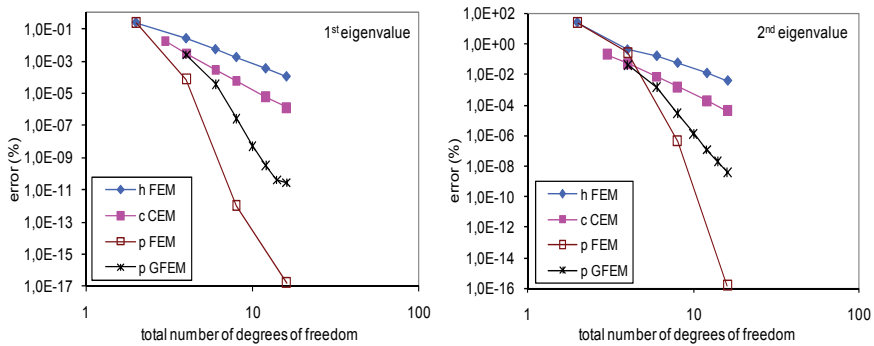 1st eigenvalue
1,0E-01
1,0E-03
1,0E-05
1,0E-07
1,0E-09
1,0E-11
1,0E-13
1,0E-15
1,0E-17
error (%)
h FEM
c CEM
p FEM
p GFEM
1
10
100
total number of degrees of freedom
2nd eigenvalue
1,0E+02
1,0E+00
1,0E-02
1,0E-04
1,0E-06
1,0E-08
1,0E-10
1,0E-12
1,0E-14
1,0E-16
error (%)
h FEM
c CEM
p FEM
p GFEM
1
10
100
total number of degrees of freedom